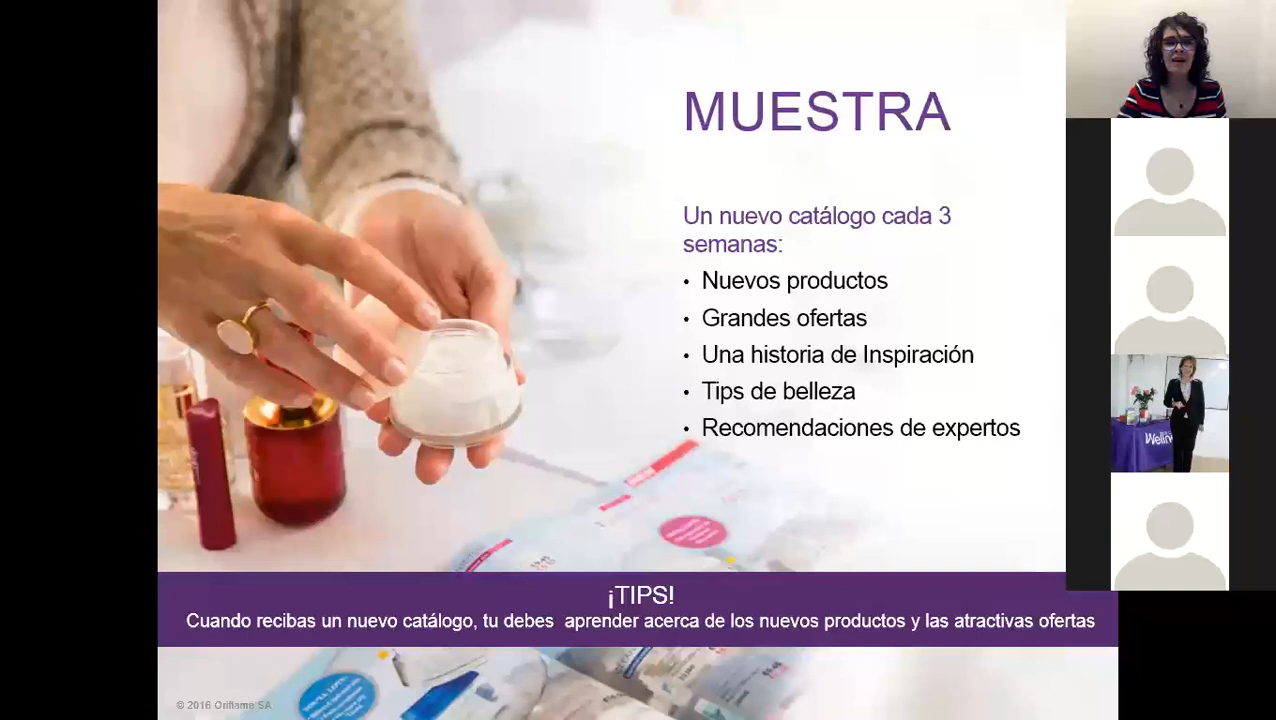 MUESTRA
Un nuevo catálogo cada 3
semanas:
• Nuevos productos
• Grandes ofertas
• Una historia de Inspiración
• Tips de belleza
• Recomendaciones de expertos
¡TIPS!
Cuando recibas un nuevo catálogo, tu debes aprender acerca de los nuevos productos y las atractivas ofertas
© 2016 Oriflame SA